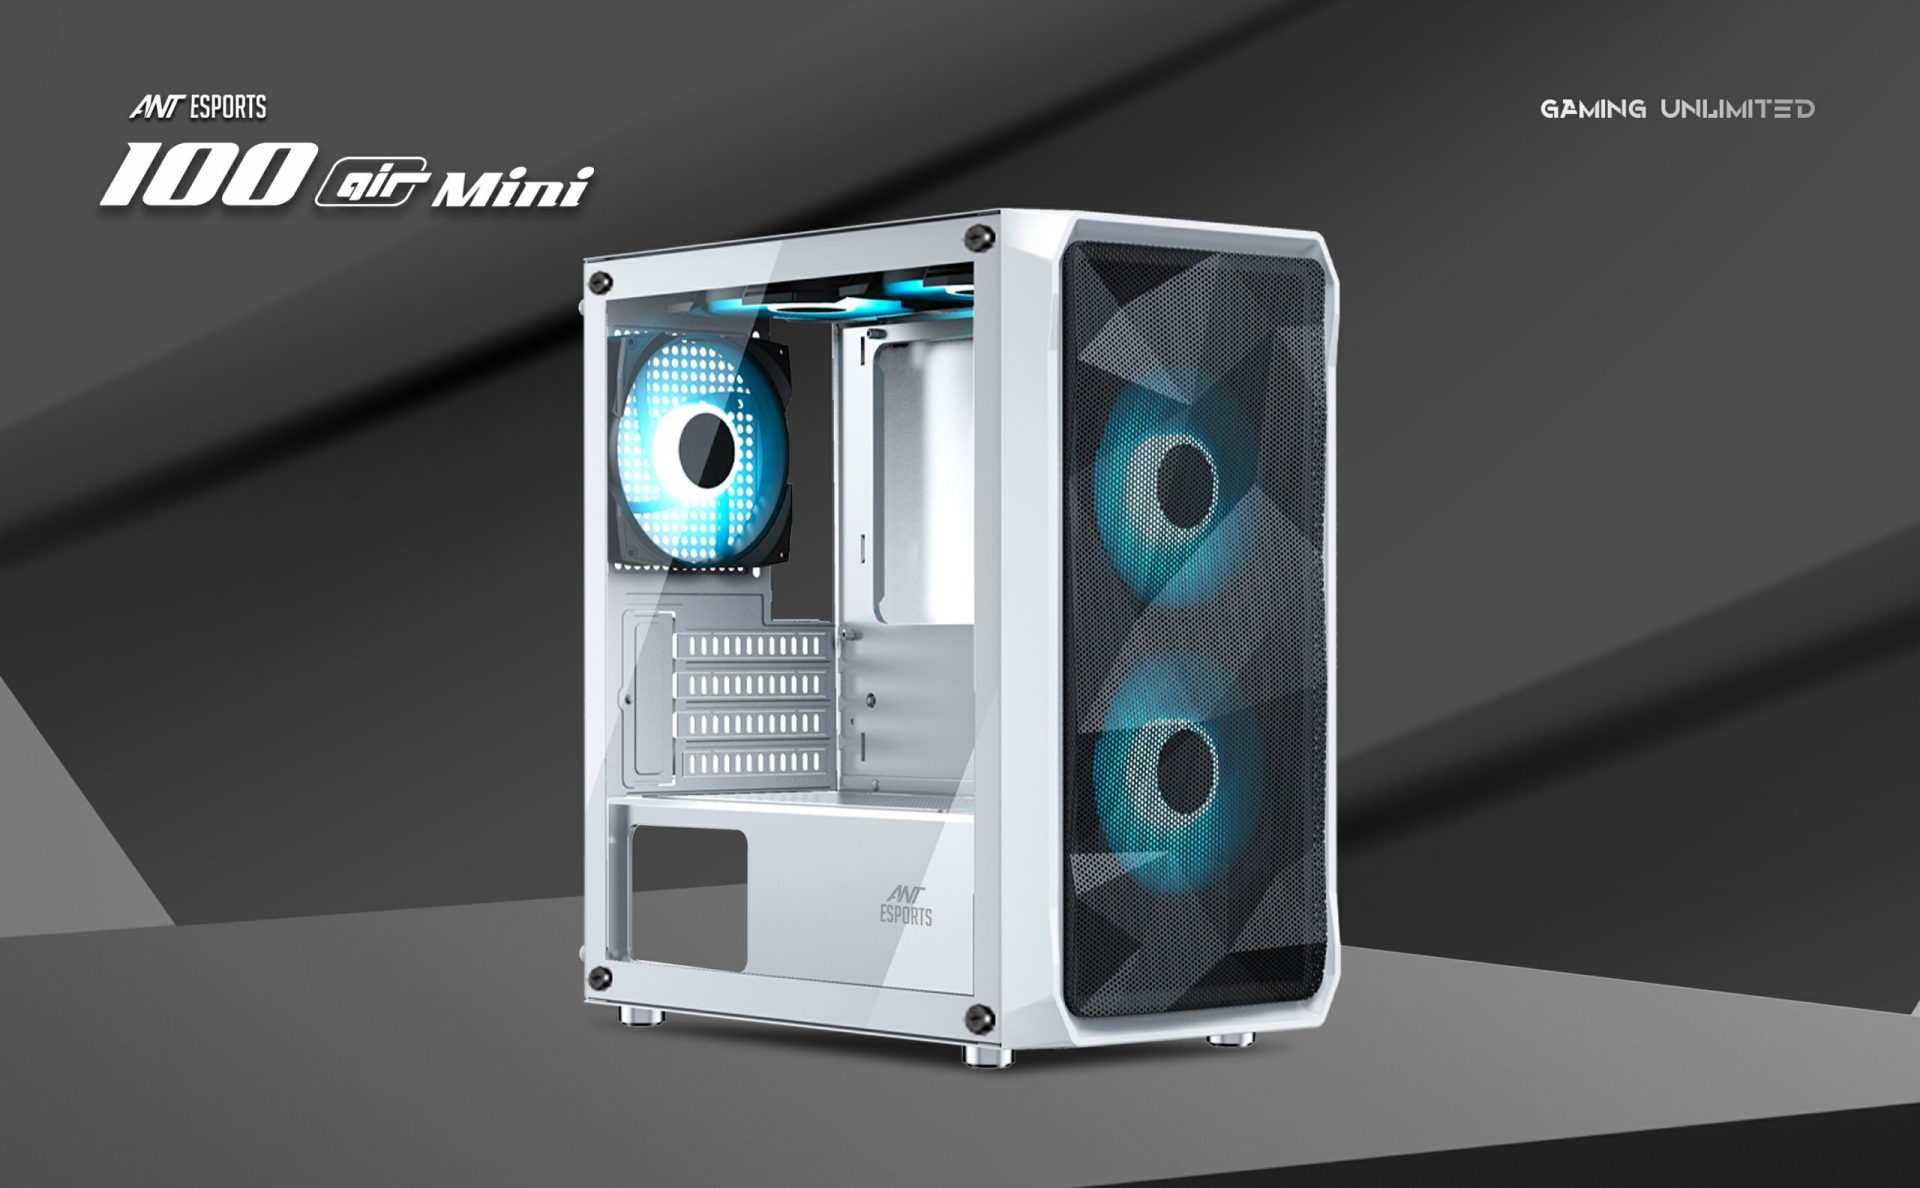 ANT ESPORTS
100 air Mini
GAMING UNLIMITED
ANT
ESPORTS